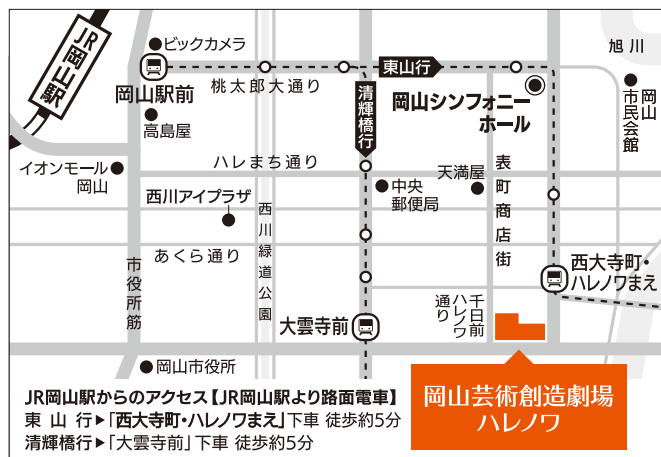 JR岡山駅
ビックカメラ
岡山駅前
高島屋
イオンモール
岡山
桃太郎大通り
東山行
清輝橋行
岡山シンフォニー
ホール
旭川
岡山
市民会館
ハレまち通り
西川アイプラザ
西川緑道公園
あくら通り
市役所筋
中央
郵便局
天満屋
表町商店街
西大寺町・
ハレノワまえ
千日前
ハレノワ
通り
大雲寺前
岡山市役所
岡山芸術創造劇場
ハレノワ
JR岡山駅からのアクセス【JR岡山駅より路面電車】
東山行▶「西大寺町・ハレノワまえ」下車 徒歩約5分
清輝橋行▶「大雲寺前」下車 徒歩約5分